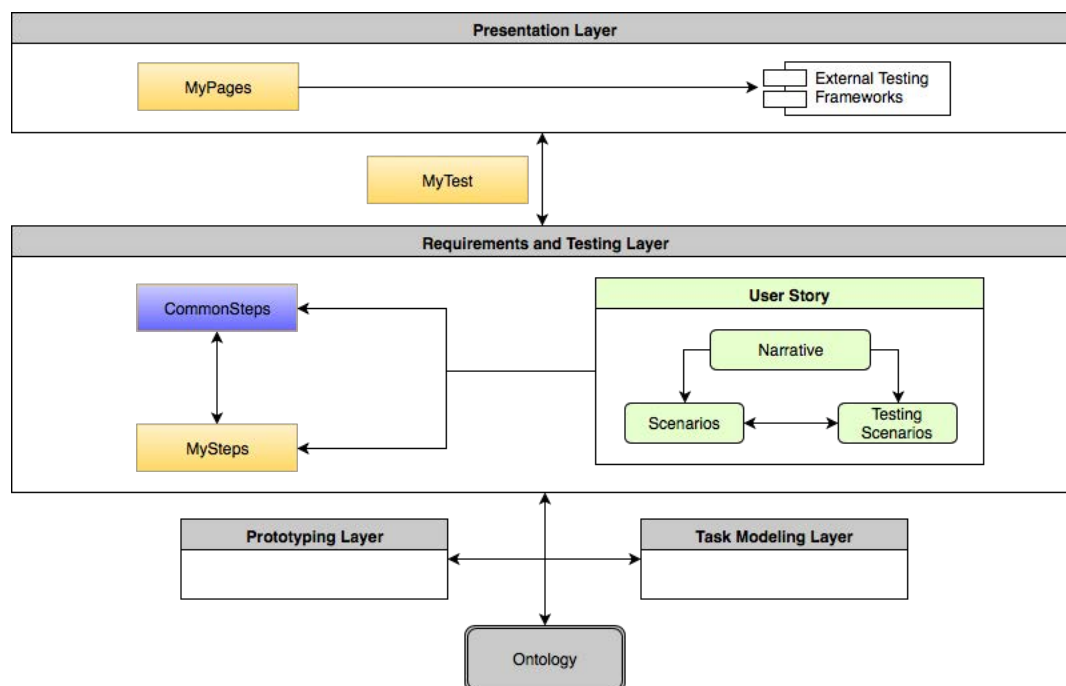 Presentation Layer
MyPages
External Testing
Frameworks
MyTest
Requirements and Testing Layer
CommonSteps
User Story
Narrative
Scenarios
Testing
Scenarios
MySteps
Prototyping Layer
Task Modeling Layer
Ontology